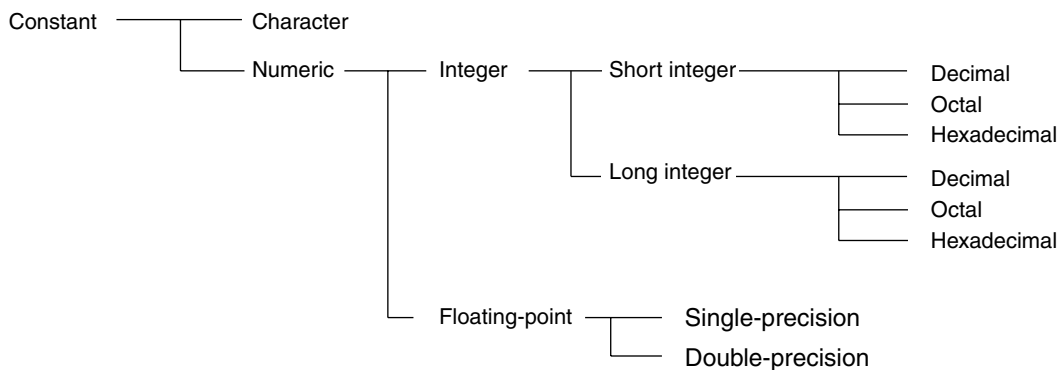 Constant
Character
Numeric
Integer
Short integer
Decimal
Octal
Hexadecimal
Long integer
Decimal
Octal
Hexadecimal
Floating-point
Single-precision
Double-precision